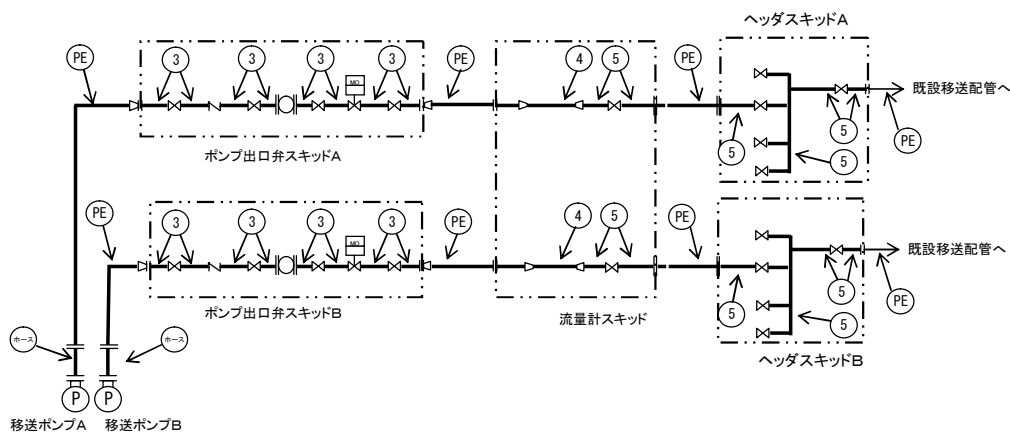 ヘッダスキッドA
PE
3
3
3
3
MO
PE
4
5
PE
既設移送配管へ
5
5
5
PE
ポンプ出口弁スキッドA
PE
3
3
3
3
MO
PE
4
5
PE
既設移送配管へ
5
5
5
PE
ポンプ出口弁スキッドB
流量計スキッド
ヘッダスキッドB
ホース
ホース
P
P
移送ポンプA
移送ポンプB